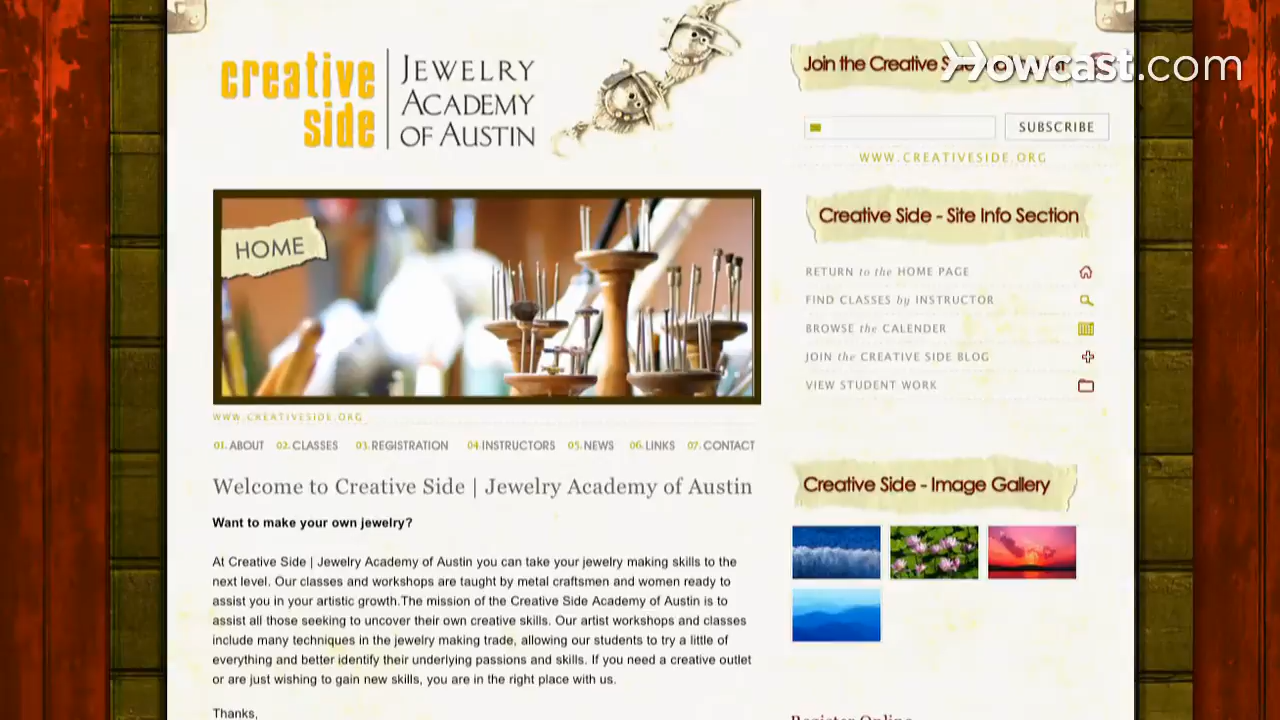 creative side
JEWELRY
ACADEMY
OF AUSTIN
Join the Creative
Howcast.com
SUBSCRIBE
WWW.CREATIVESIDE.ORG
HOME
Creative Side - Site Info Section
RETURN to the HOME PAGE
FIND CLASSES by INSTRUCTOR
BROWSE the CALENDER
JOIN the CREATIVE SIDE BLOG
VIEW STUDENT WORK
WWW.CREATIVESIDE.ORG
01. ABOUT 02. CLASSES 03. REGISTRATION 04. INSTRUCTORS 05. NEWS 06. LINKS 07. CONTACT
Welcome to Creative Side | Jewelry Academy of Austin
Want to make your own jewelry?
At Creative Side | Jewelry Academy of Austin you can take your jewelry making skills to the
next level. Our classes and workshops are taught by metal craftsmen and women ready to
assist you in your artistic growth.The mission of the Creative Side Academy of Austin is to
assist all those seeking to uncover their own creative skills. Our artist workshops and classes
include many techniques in the jewelry making trade, allowing our students to try a little of
everything and better identify their underlying passions and skills. If you need a creative outlet
or are just wishing to gain new skills, you are in the right place with us.
Thanks,
Creative Side - Image Gallery
Register Online